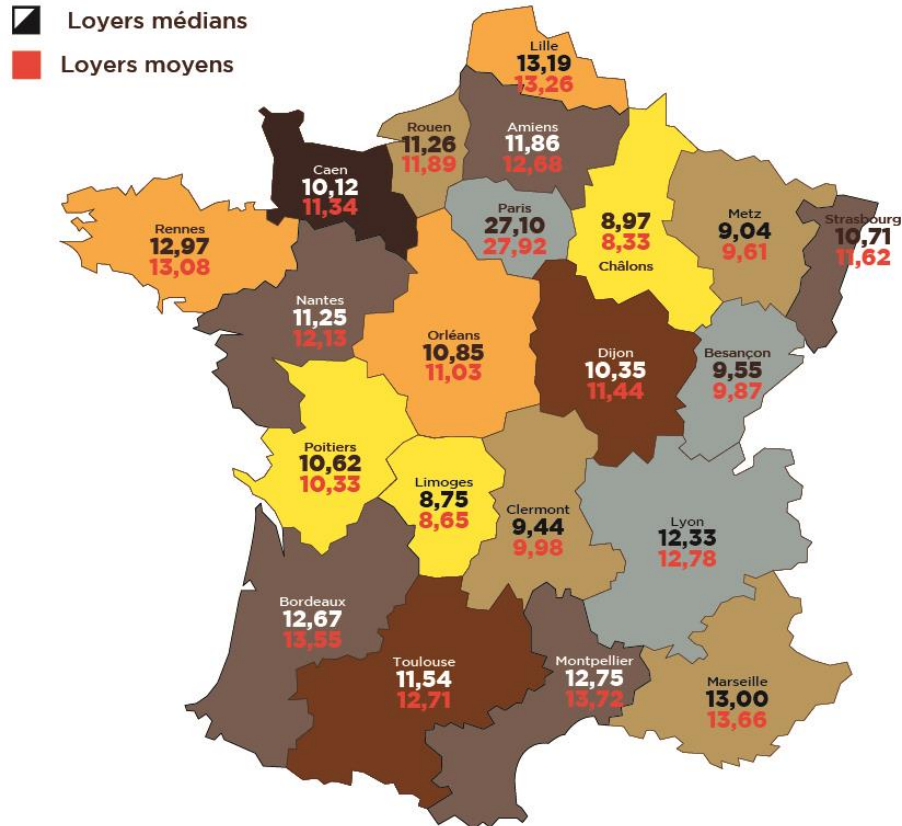 Loyers médians
Loyers moyens
Lille
13,19
13,26
Rouen
11,26
11,89
Amiens
11,86
12,68
Caen
10,12
11,34
Paris
27,10
27,92
8,97
8,33
Châlons
Metz
9,04
9,61
Strasbourg
10,71
11,62
Rennes
12,97
13,08
Nantes
11,25
12,13
Orléans
10,85
11,03
Dijon
10,35
11,44
Besançon
9,55
9,87
Poitiers
10,62
10,33
Limoges
8,75
8,65
Clermont
9,44
9,98
Lyon
12,33
12,78
Bordeaux
12,67
13,55
Toulouse
11,54
12,71
Montpellier
12,75
13,72
Marseille
13,00
13,66